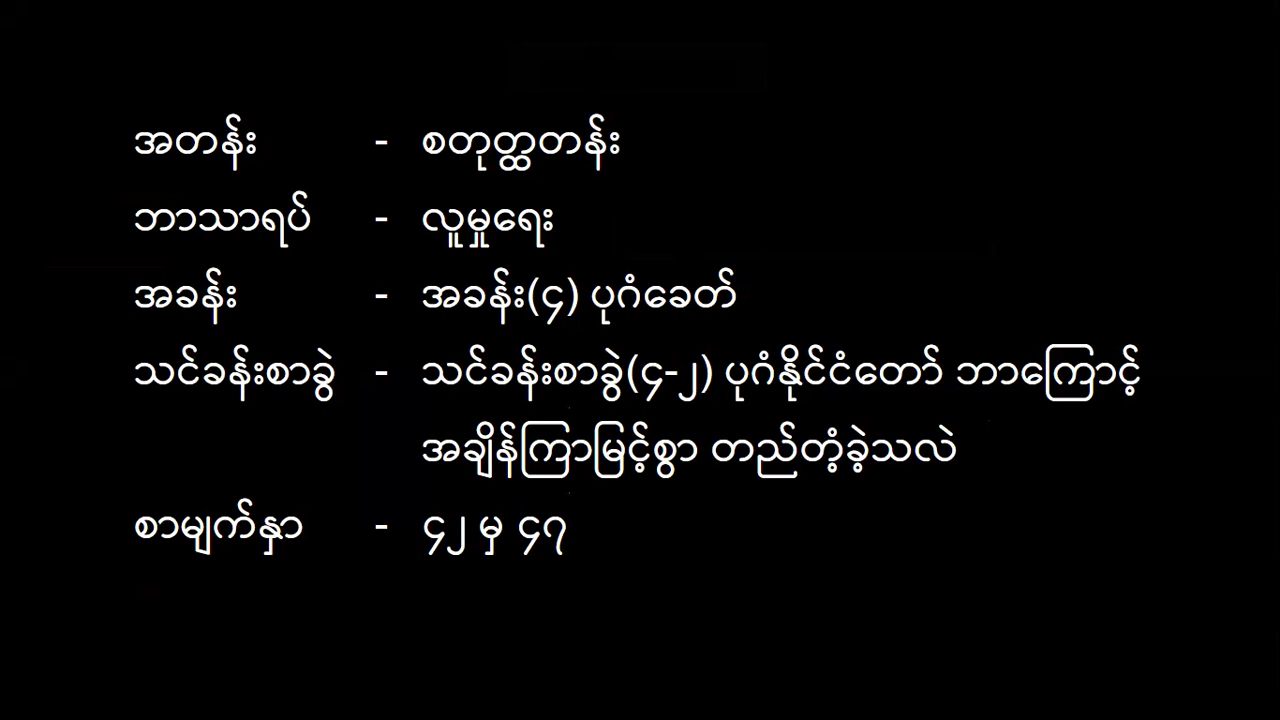 အတန်း - စတုတ္ထတန်း
ဘာသာရပ် - လူမှုရေး
အခန်း - အခန်း(၄) ပုဂံခေတ်
သင်ခန်းစာခွဲ - သင်ခန်းစာခွဲ(၄-၂) ပုဂံနိုင်ငံတော် ဘာကြောင့်
အချိန်ကြာမြင့်စွာ တည်တံ့ခဲ့သလဲ
စာမျက်နှာ - ၄၂ မှ ၄၇